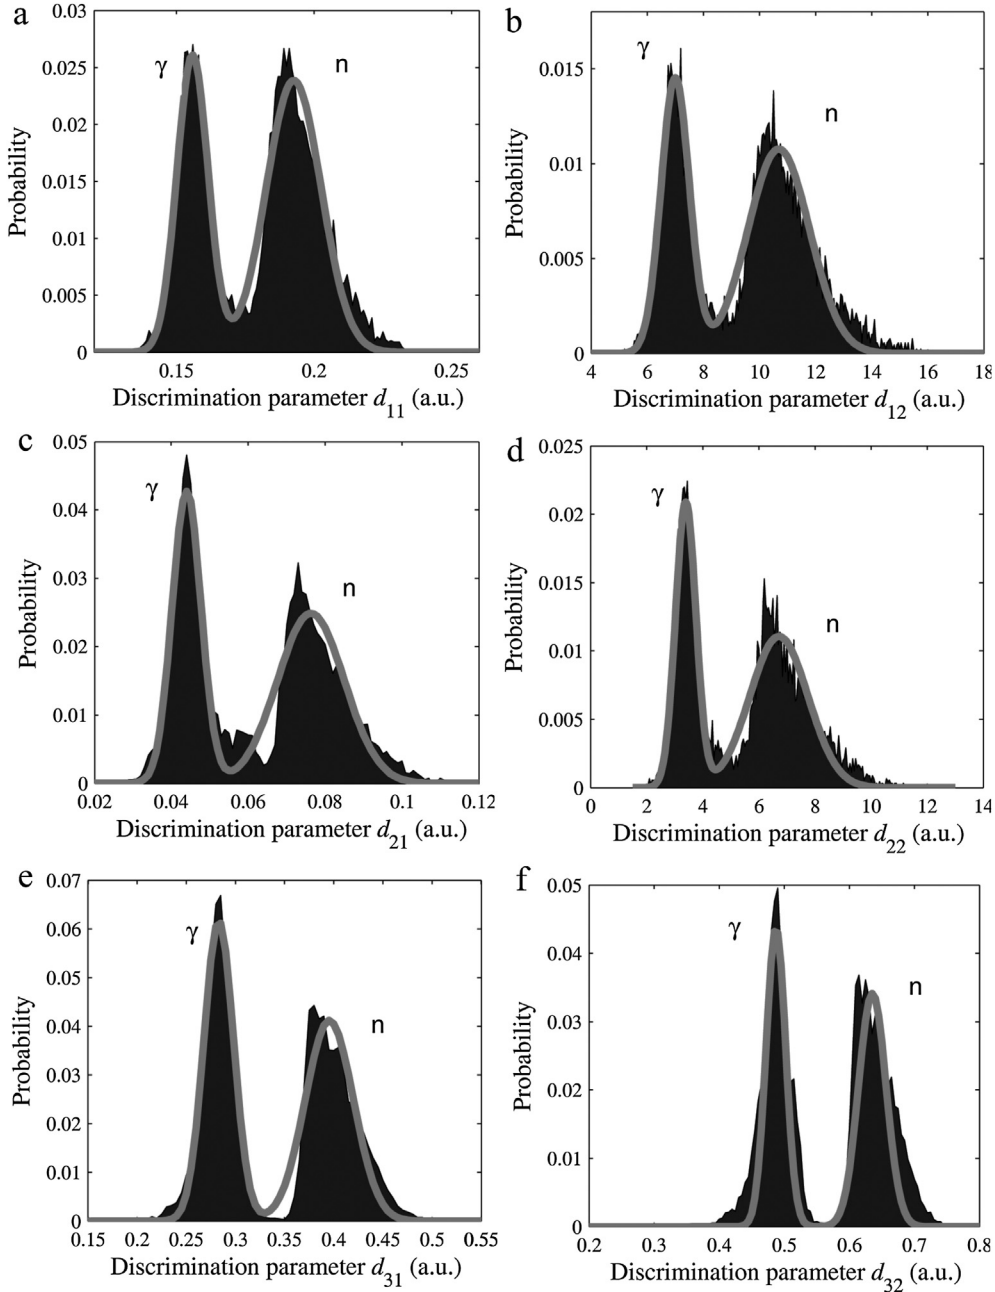 a
0.03
0.025
0.02
0.015
0.01
0.005
0
Probability
γ
n
0.15 0.2 0.25
Discrimination parameter d11 (a.u.)
b
0.015
0.01
0.005
0
Probability
γ
n
4 6 8 10 12 14 16 18
Discrimination parameter d12 (a.u.)
c
0.05
0.04
0.03
0.02
0.01
0
Probability
γ
n
0.02 0.04 0.06 0.08 0.1 0.12
Discrimination parameter d21 (a.u.)
d
0.025
0.02
0.015
0.01
0.005
0
Probability
γ
n
0 2 4 6 8 10 12 14
Discrimination parameter d22 (a.u.)
e
0.07
0.06
0.05
0.04
0.03
0.02
0.01
0
Probability
γ
n
0.15 0.2 0.25 0.3 0.35 0.4 0.45 0.5 0.55
Discrimination parameter d31 (a.u.)
f
0.05
0.04
0.03
0.02
0.01
0
Probability
γ
n
0.2 0.3 0.4 0.5 0.6 0.7 0.8
Discrimination parameter d32 (a.u.)